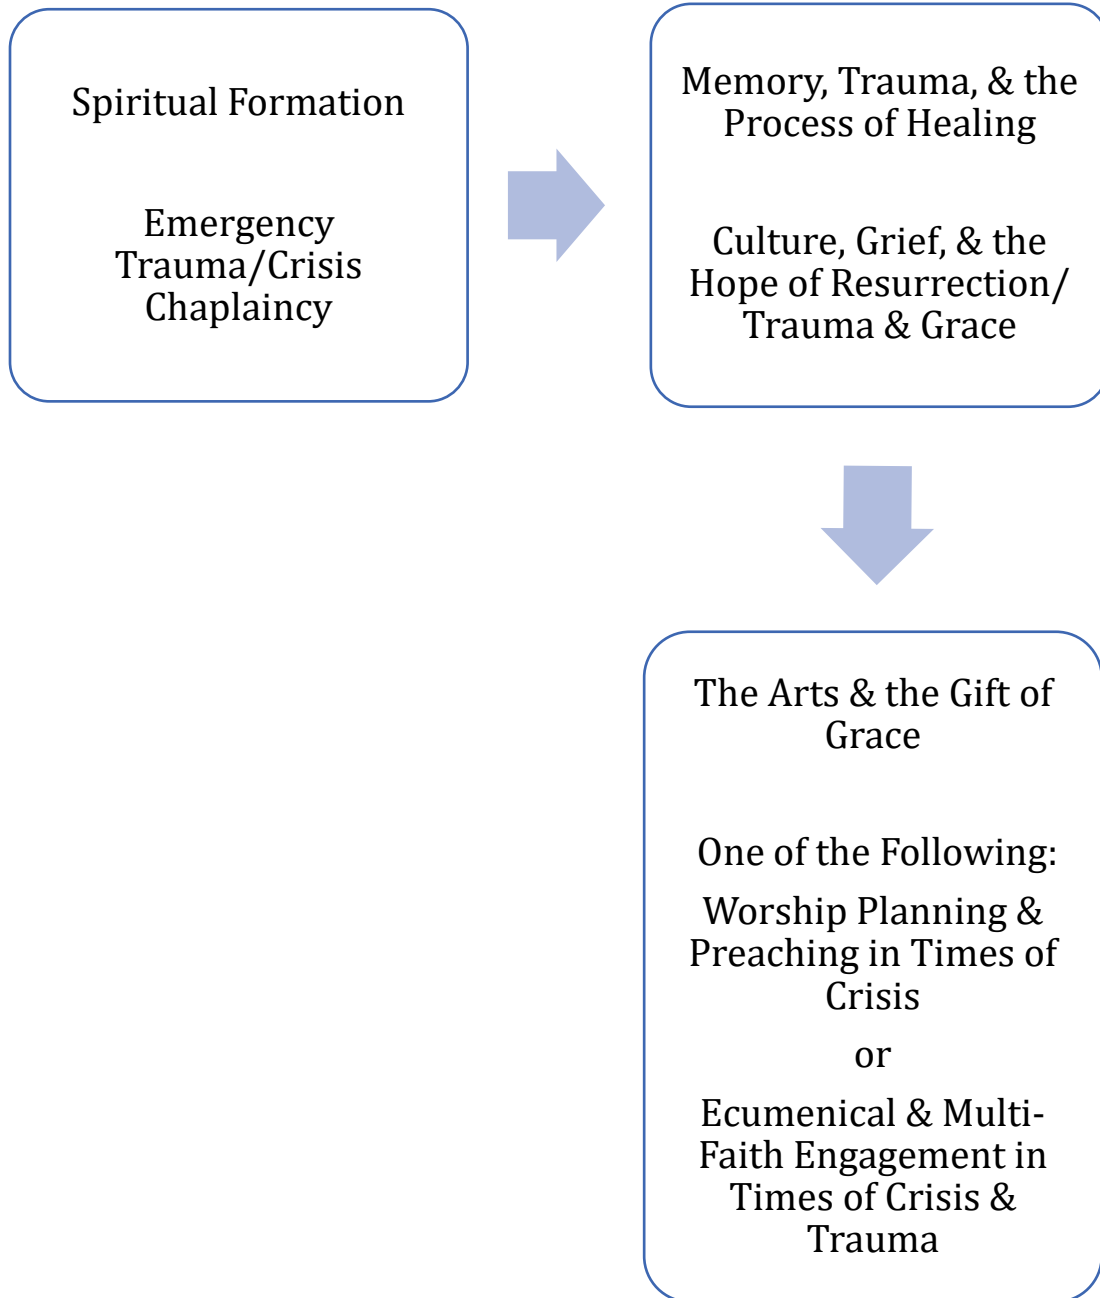 Spiritual Formation
Emergency
Trauma/Crisis
Chaplaincy
Memory, Trauma, & the
Process of Healing
Culture, Grief, & the
Hope of Resurrection/
Trauma & Grace
The Arts & the Gift of
Grace
One of the Following:
Worship Planning &
Preaching in Times of
Crisis
or
Ecumenical & Multi-
Faith Engagement in
Times of Crisis &
Trauma